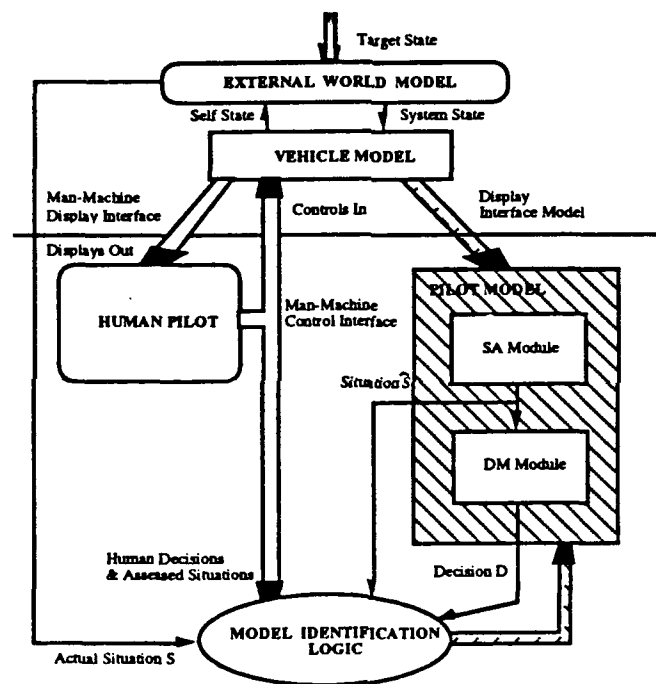 Target State
EXTERNAL WORLD MODEL
Self State
System State
VEHICLE MODEL
Man-Machine
Display Interface
Controls In
Display
Interface Model
Displays Out
HUMAN PILOT
Man-Machine
Control Interface
PILOT MODEL
SA Module
Situation Ŝ
DM Module
Human Decisions
& Assessed Situations
Decision D
MODEL IDENTIFICATION
LOGIC
Actual Situation S